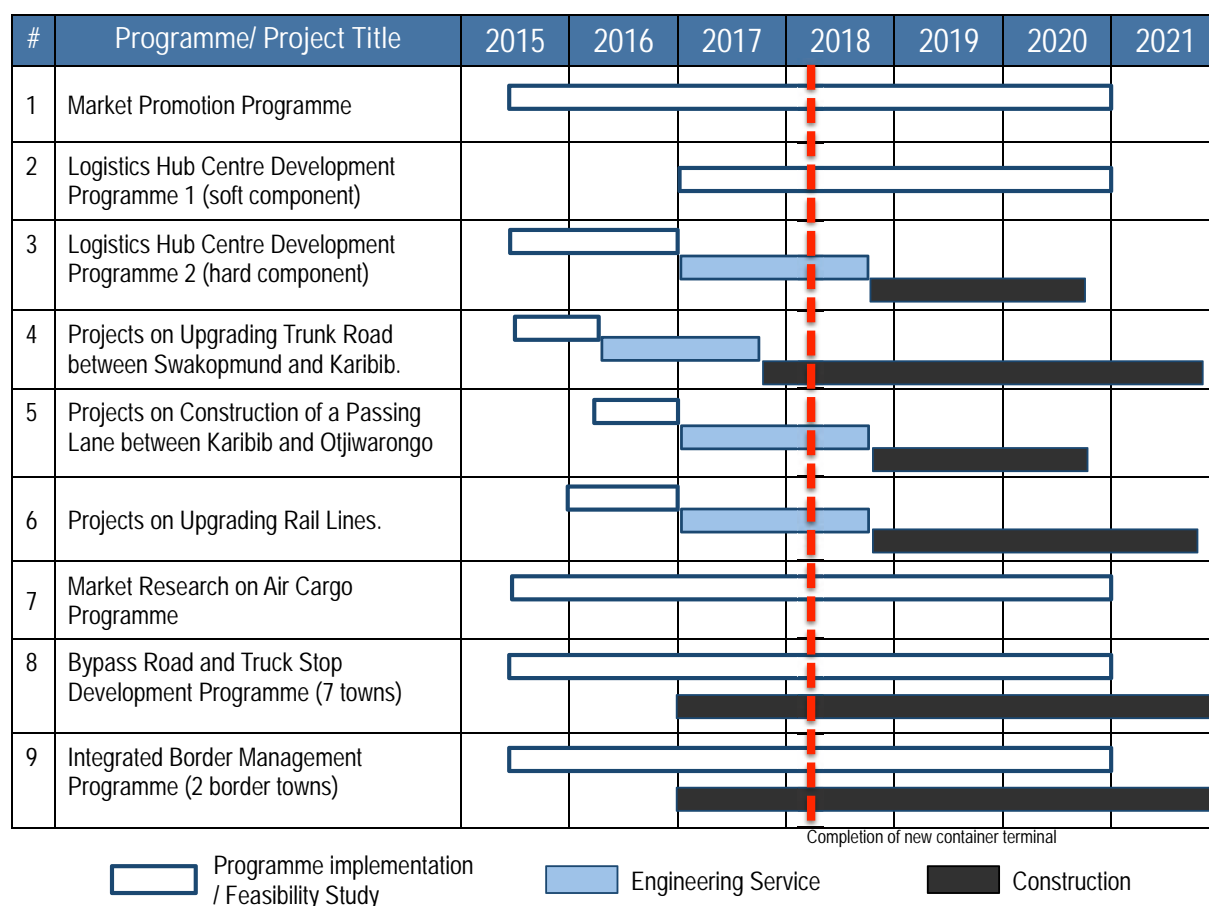 # Programme/ Project Title 2015 2016 2017 2018 2019 2020 2021
1 Market Promotion Programme
2 Logistics Hub Centre Development
Programme 1 (soft component)
3 Logistics Hub Centre Development
Programme 2 (hard component)
4 Projects on Upgrading Trunk Road
between Swakopmund and Karibib.
5 Projects on Construction of a Passing
Lane between Karibib and Otjiwarongo
6 Projects on Upgrading Rail Lines.
7 Market Research on Air Cargo
Programme
8 Bypass Road and Truck Stop
Development Programme (7 towns)
9 Integrated Border Management
Programme (2 border towns)
Completion of new container terminal
Programme implementation
/ Feasibility Study
Engineering Service
Construction